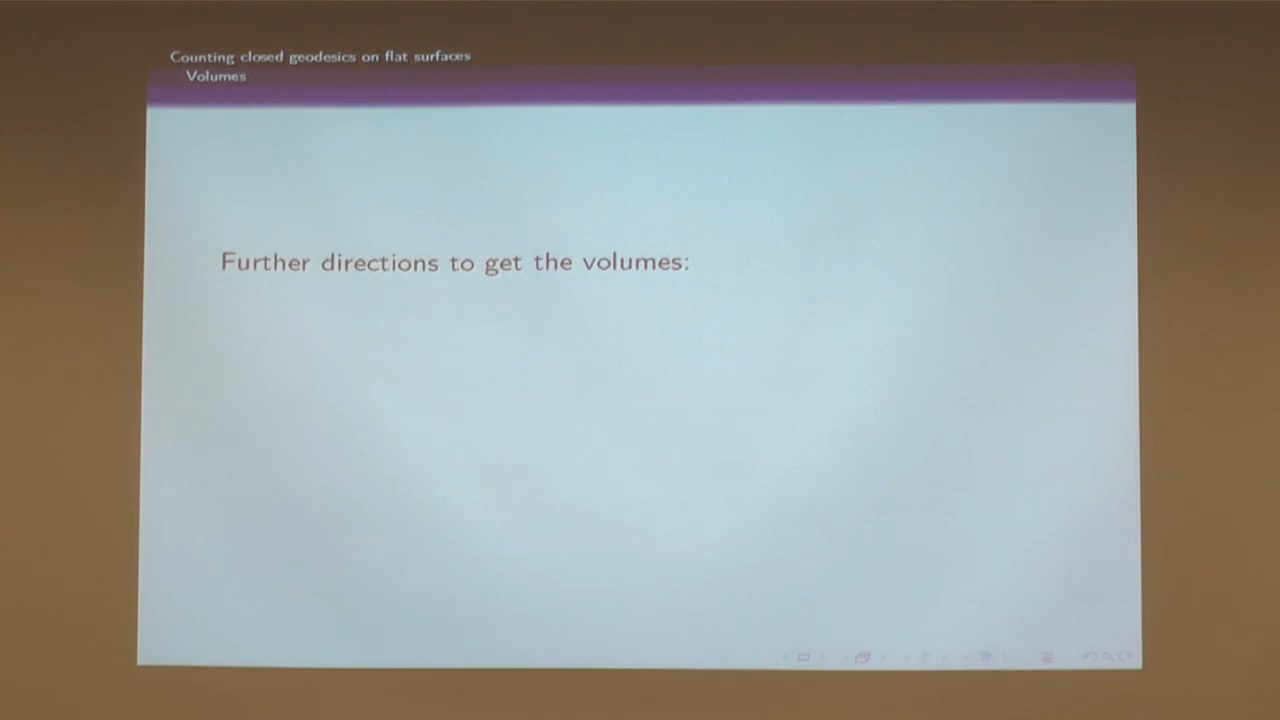 Counting closed geodesics on flat surfaces
Volumes
Further directions to get the volumes: